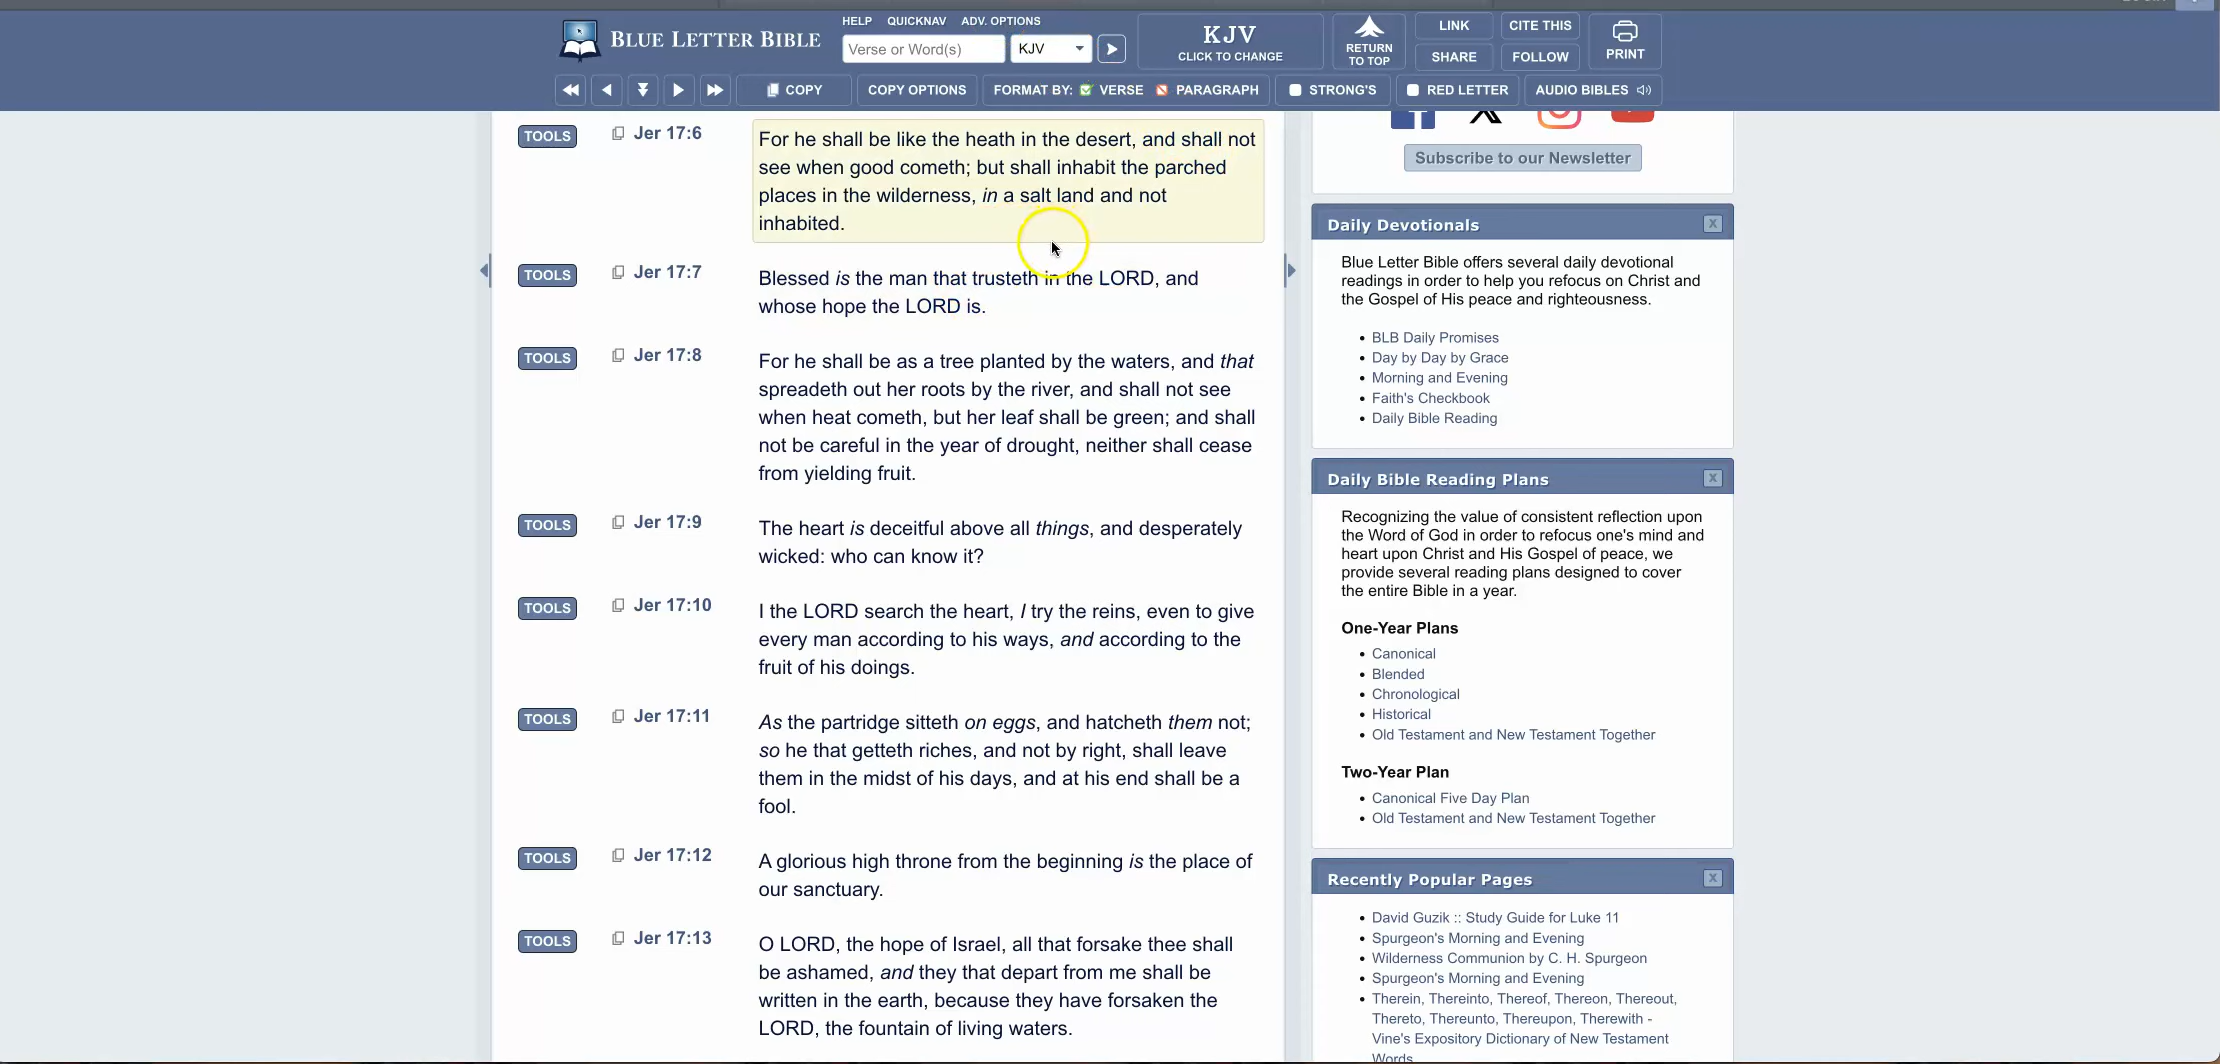 BLUE LETTER BIBLE
HELP QUICKNAV ADV. OPTIONS
Verse or Word(s) KJV
KJV
CLICK TO CHANGE
RETURN
TO TOP
LINK CITE THIS
SHARE FOLLOW
PRINT
COPY COPY OPTIONS FORMAT BY: VERSE PARAGRAPH STRONG'S RED LETTER AUDIO BIBLES
TOOLS Jer 17:6
For he shall be like the heath in the desert, and shall not
see when good cometh; but shall inhabit the parched
places in the wilderness, in a salt land and not
inhabited.
TOOLS Jer 17:7
Blessed is the man that trusteth in the LORD, and
whose hope the LORD is.
TOOLS Jer 17:8
For he shall be as a tree planted by the waters, and that
spreadeth out her roots by the river, and shall not see
when heat cometh, but her leaf shall be green; and shall
not be careful in the year of drought, neither shall cease
from yielding fruit.
TOOLS Jer 17:9
The heart is deceitful above all things, and desperately
wicked: who can know it?
TOOLS Jer 17:10
I the LORD search the heart, I try the reins, even to give
every man according to his ways, and according to the
fruit of his doings.
TOOLS Jer 17:11
As the partridge sitteth on eggs, and hatcheth them not;
so he that getteth riches, and not by right, shall leave
them in the midst of his days, and at his end shall be a
fool.
TOOLS Jer 17:12
A glorious high throne from the beginning is the place of
our sanctuary.
TOOLS Jer 17:13
O LORD, the hope of Israel, all that forsake thee shall
be ashamed, and they that depart from me shall be
written in the earth, because they have forsaken the
LORD, the fountain of living waters.
Subscribe to our Newsletter
Daily Devotionals X
Blue Letter Bible offers several daily devotional
readings in order to help you refocus on Christ and
the Gospel of His peace and righteousness.
• BLB Daily Promises
• Day by Day by Grace
• Morning and Evening
• Faith's Checkbook
• Daily Bible Reading
Daily Bible Reading Plans X
Recognizing the value of consistent reflection upon
the Word of God in order to refocus one's mind and
heart upon Christ and His Gospel of peace, we
provide several reading plans designed to cover
the entire Bible in a year.
One-Year Plans
• Canonical
• Blended
• Chronological
• Historical
• Old Testament and New Testament Together
Two-Year Plan
• Canonical Five Day Plan
• Old Testament and New Testament Together
Recently Popular Pages X
• David Guzik :: Study Guide for Luke 11
• Spurgeon's Morning and Evening
• Wilderness Communion by C. H. Spurgeon
• Spurgeon's Morning and Evening
• Therein, Thereinto, Thereof, Thereon, Thereout,
Thereto, Thereunto, Thereupon, Therewith -
Vine's Expository Dictionary of New Testament
Words